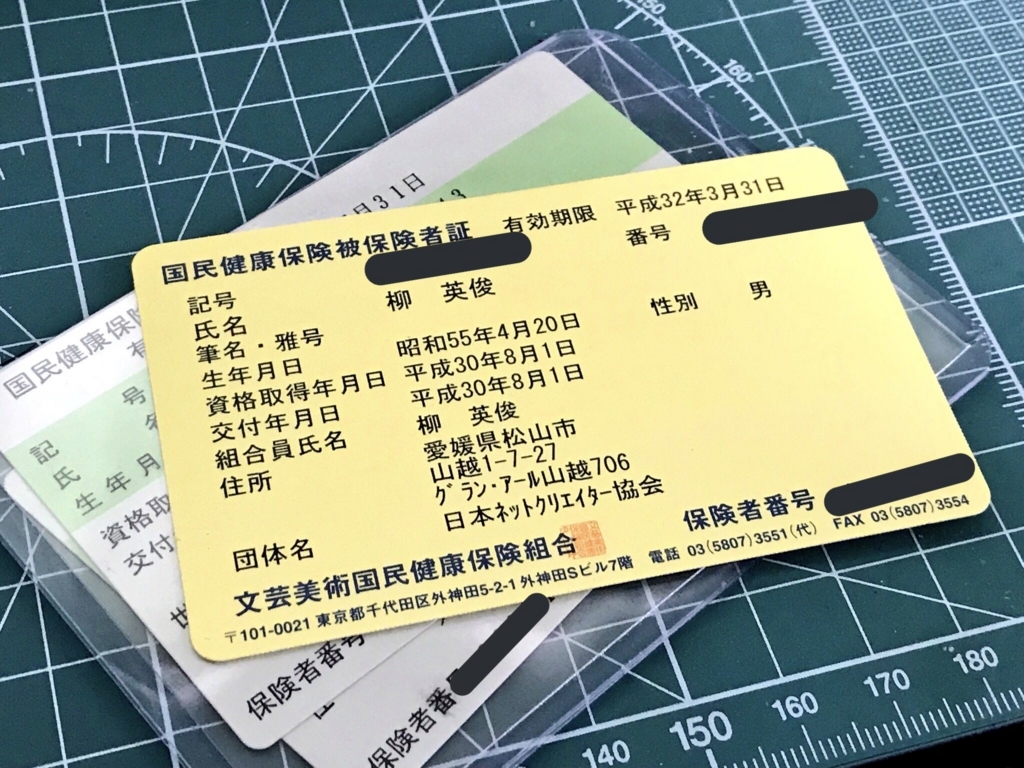 国民健康保険被保険者証 有効期限 平成32年3月31日
記号 番号
氏名 柳 英俊
筆名・雅号 性別 男
生年月日 昭和55年4月20日
資格取得年月日 平成30年8月1日
交付年月日 平成30年8月1日
組合員氏名 柳 英俊
住所 愛媛県松山市
山越1-7-27
グラン・アール山越706
団体名 日本ネットクリエイター協会
文芸美術国民健康保険組合 保険者番号
〒101-0021 東京都千代田区外神田5-2-1 外神田Sビル7階 電話 03(5807)3551(代) FAX 03(5807)3554
月31日
13
国民健康保
号
記
氏 名
生年月
資格取
交付
保険者番号
保険者番号
140 150 160 170 180
180